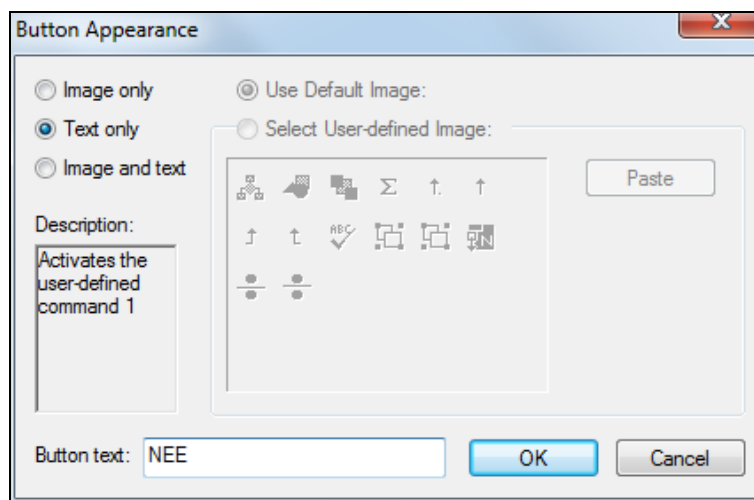 Button Appearance
Image only
Use Default Image:
Text only
Select User-defined Image:
Image and text
Paste
Description:
Activates the
user-defined
command 1
Σ
ABC
N
Button text: NEE
OK
Cancel